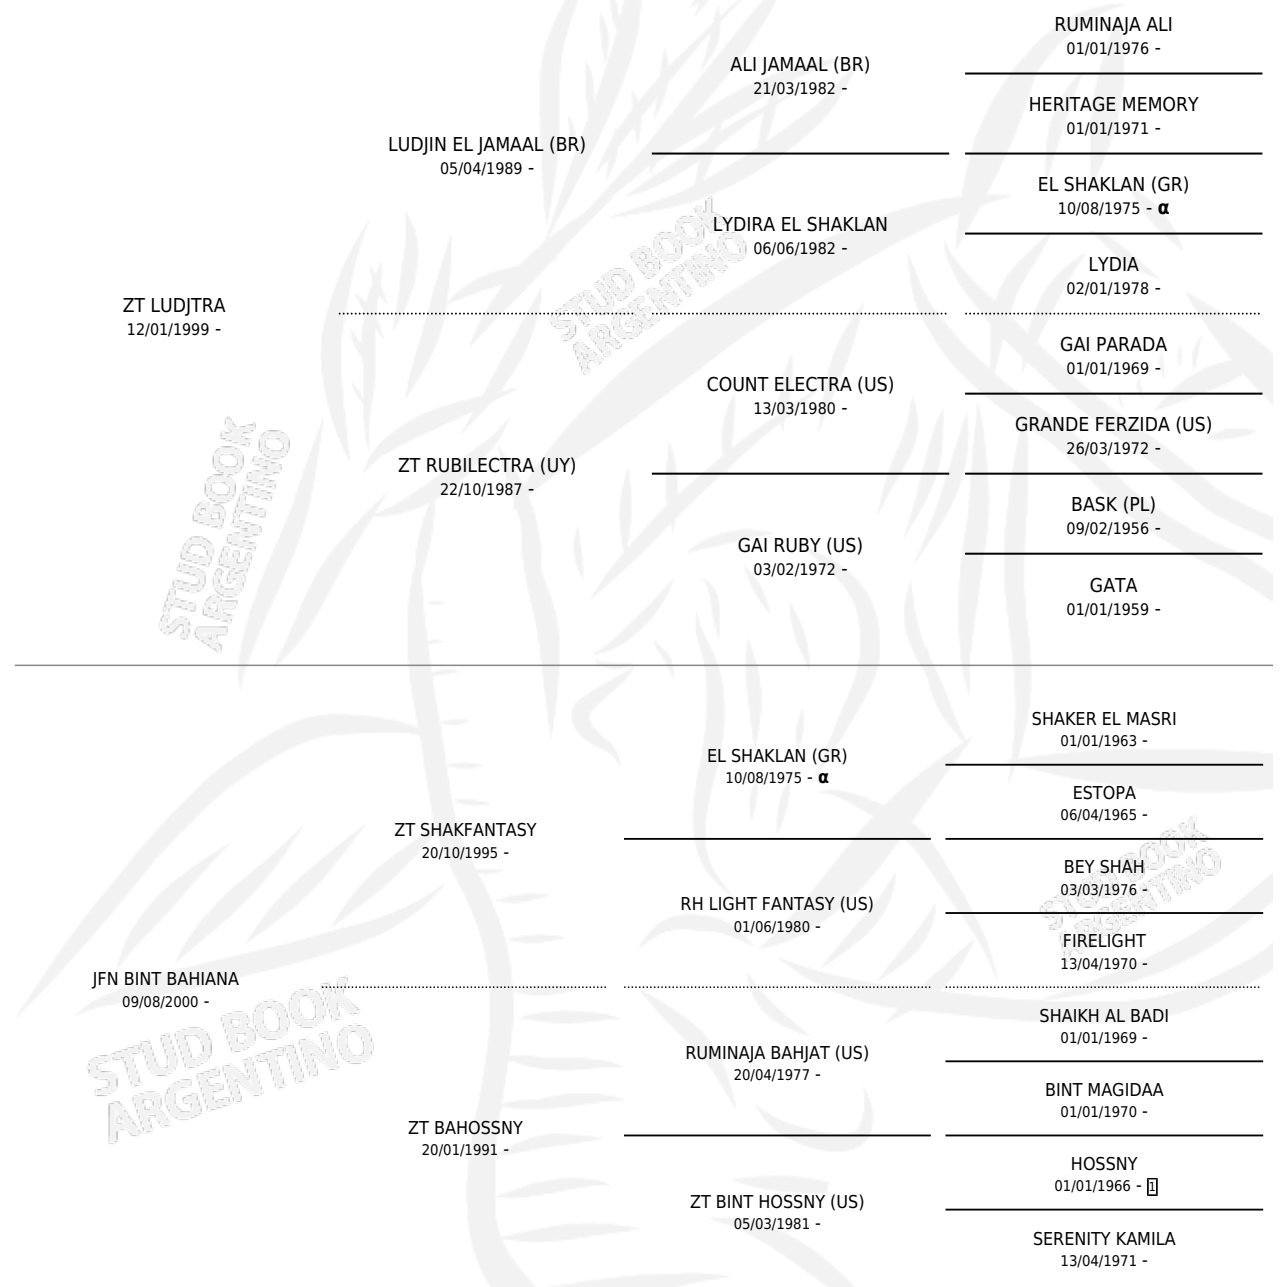 RUMINAJA ALI
01/01/1976 -
ALI JAMAAL (BR)
21/03/1982 -
HERITAGE MEMORY
01/01/1971 -
LUDJIN EL JAMAAL (BR)
05/04/1989 -
EL SHAKLAN (GR)
10/08/1975 - α
LYDIRA EL SHAKLAN
06/06/1982 -
LYDIA
02/01/1978 -
ZT LUDJTRA
12/01/1999 -
GAI PARADA
01/01/1969 -
COUNT ELECTRA (US)
13/03/1980 -
GRANDE FERZIDA (US)
26/03/1972 -
ZT RUBILECTRA (UY)
22/10/1987 -
BASK (PL)
09/02/1956 -
GAI RUBY (US)
03/02/1972 -
GATA
01/01/1959 -
STUD BOOK
ARGENTINO
STUD BOOK
ARGENTINO
SHAKER EL MASRI
01/01/1963 -
EL SHAKLAN (GR)
10/08/1975 - α
ESTOPA
06/04/1965 -
ZT SHAKFANTASY
20/10/1995 -
BEY SHAH
03/03/1976 -
RH LIGHT FANTASY (US)
01/06/1980 -
FIRELIGHT
13/04/1970 -
JFN BINT BAHIANA
09/08/2000 -
SHAIKH AL BADI
01/01/1969 -
RUMINAJA BAHJAT (US)
20/04/1977 -
BINT MAGIDAA
01/01/1970 -
ZT BAHOSSNY
20/01/1991 -
HOSSNY
01/01/1966 - 1
ZT BINT HOSSNY (US)
05/03/1981 -
SERENITY KAMILA
13/04/1971 -
STUD BOOK
ARGENTINO
STUD BOOK
ARGENTINO